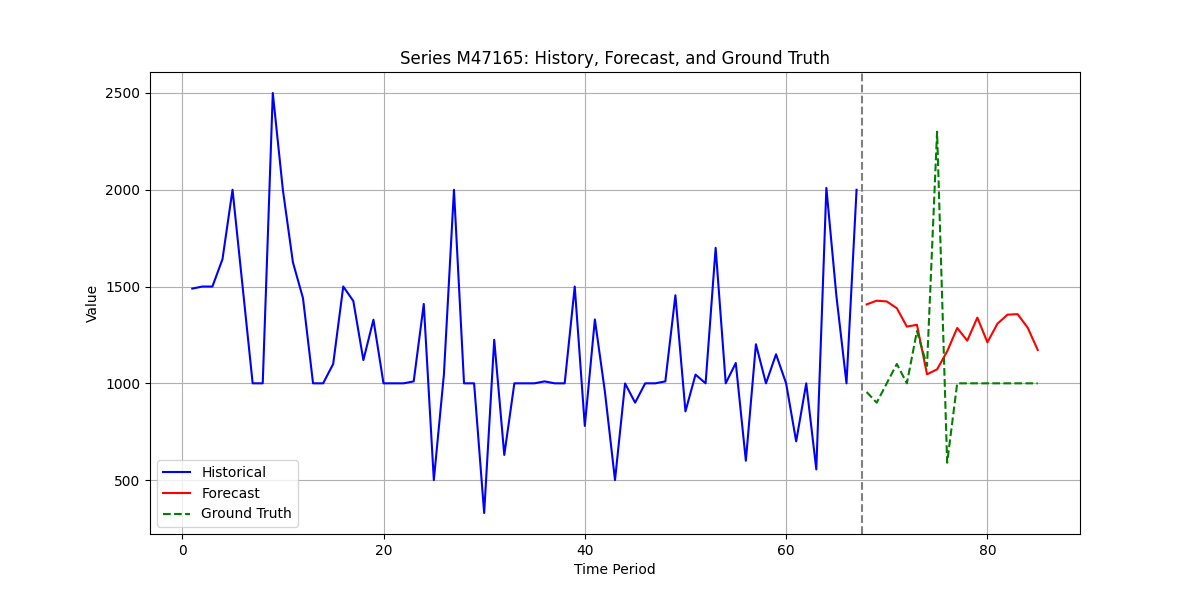 Series M47165: History, Forecast, and Ground Truth
2500
2000
1500
1000
500
Value
0
20
40
60
80
Time Period
Historical
Forecast
Ground Truth